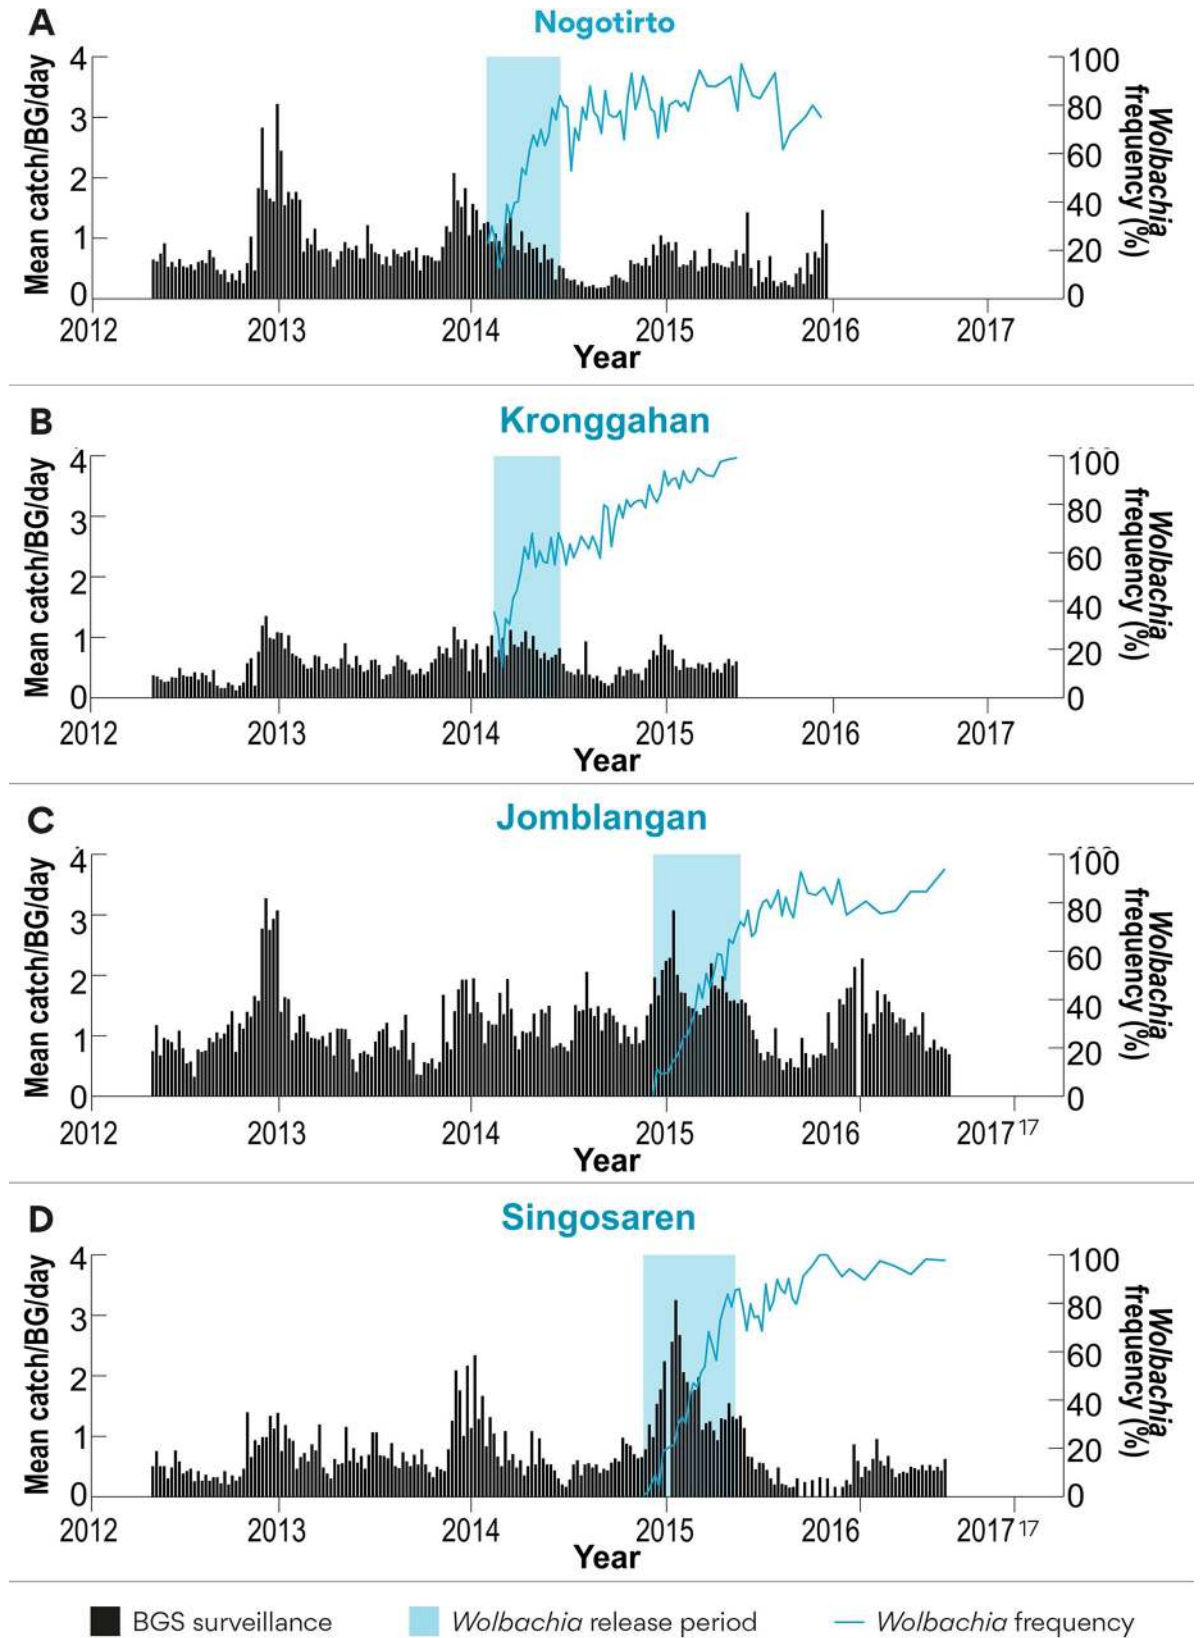 A
Nogotirto
Mean catch/BG/day
4
3
2
1
0
100
80
60
40
20
0
Wolbachia
frequency (%)
2012 2013 2014 2015 2016 2017
Year
B
Kronggahan
Mean catch/BG/day
4
3
2
1
0
100
80
60
40
20
0
Wolbachia
frequency (%)
2012 2013 2014 2015 2016 2017
Year
C
Jomblangan
Mean catch/BG/day
4
3
2
1
0
100
80
60
40
20
0
Wolbachia
frequency (%)
2012 2013 2014 2015 2016 2017 17
Year
D
Singosaren
Mean catch/BG/day
4
3
2
1
0
100
80
60
40
20
0
Wolbachia
frequency (%)
2012 2013 2014 2015 2016 2017 17
Year
BGS surveillance Wolbachia release period Wolbachia frequency